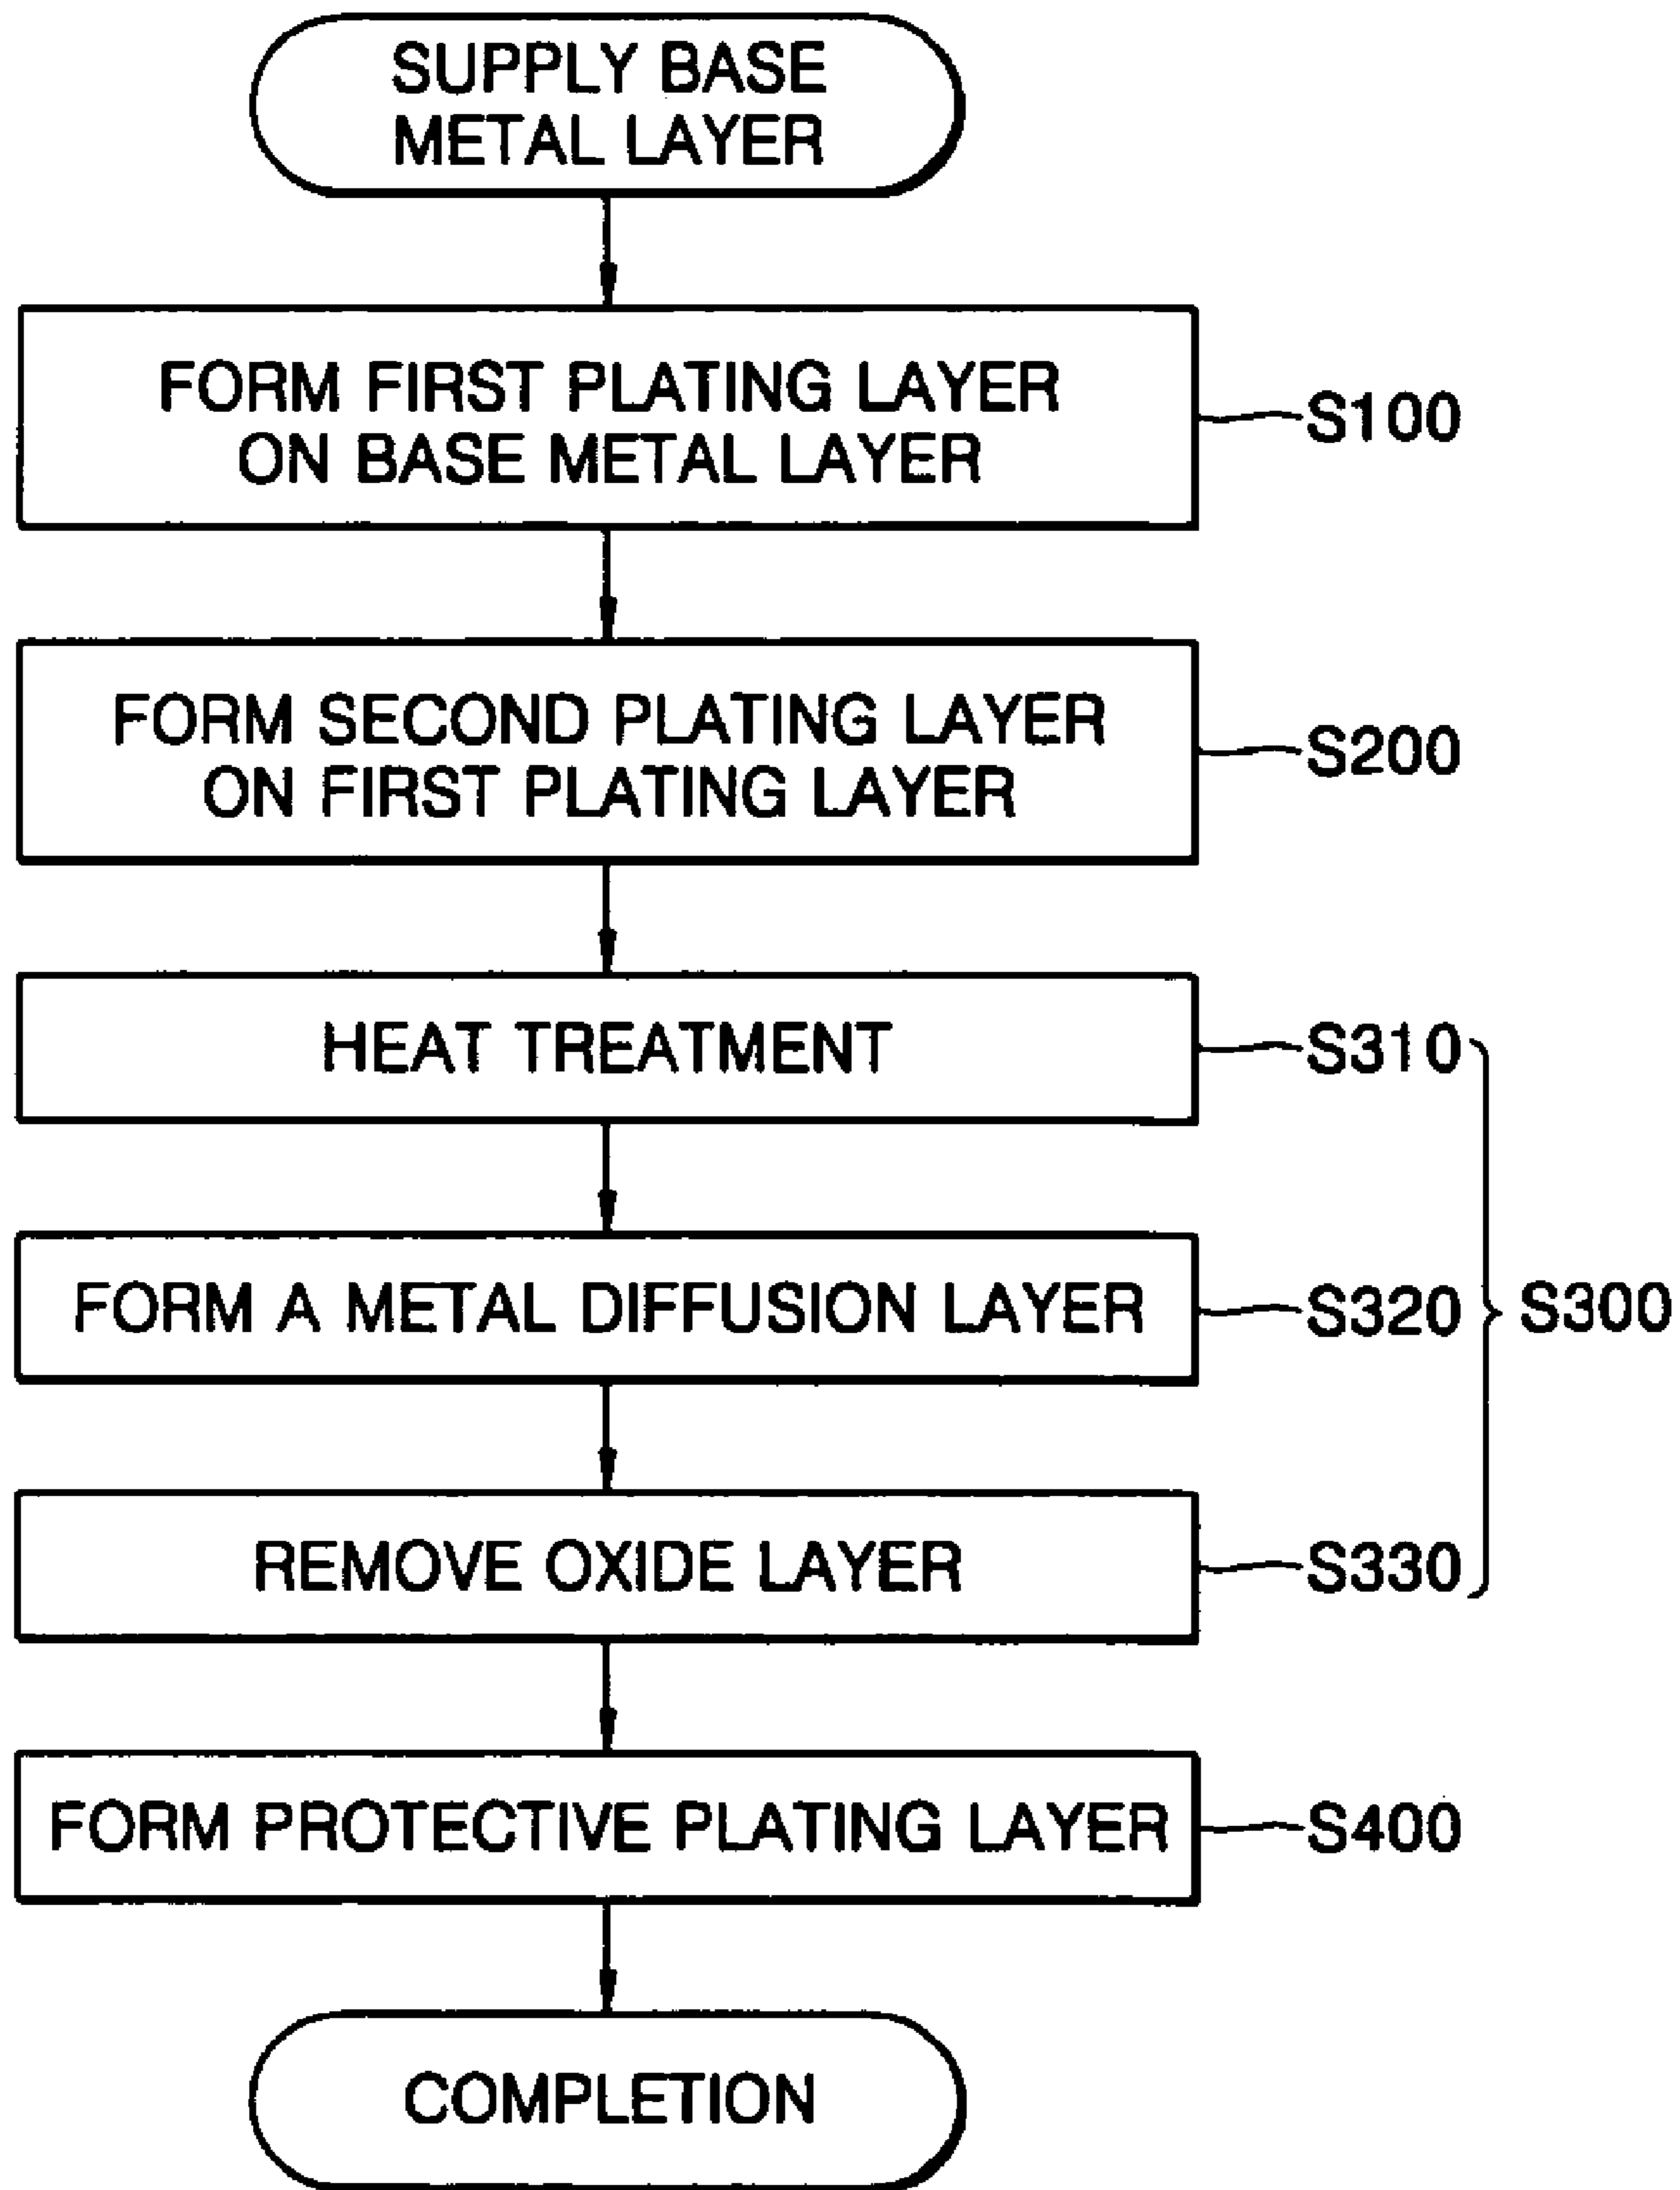 SUPPLY BASE
METAL LAYER
FORM FIRST PLATING LAYER
ON BASE METAL LAYER
S100
FORM SECOND PLATING LAYER
ON FIRST PLATING LAYER
S200
HEAT TREATMENT
S310
FORM A METAL DIFFUSION LAYER
S320
S300
REMOVE OXIDE LAYER
S330
FORM PROTECTIVE PLATING LAYER
S400
COMPLETION